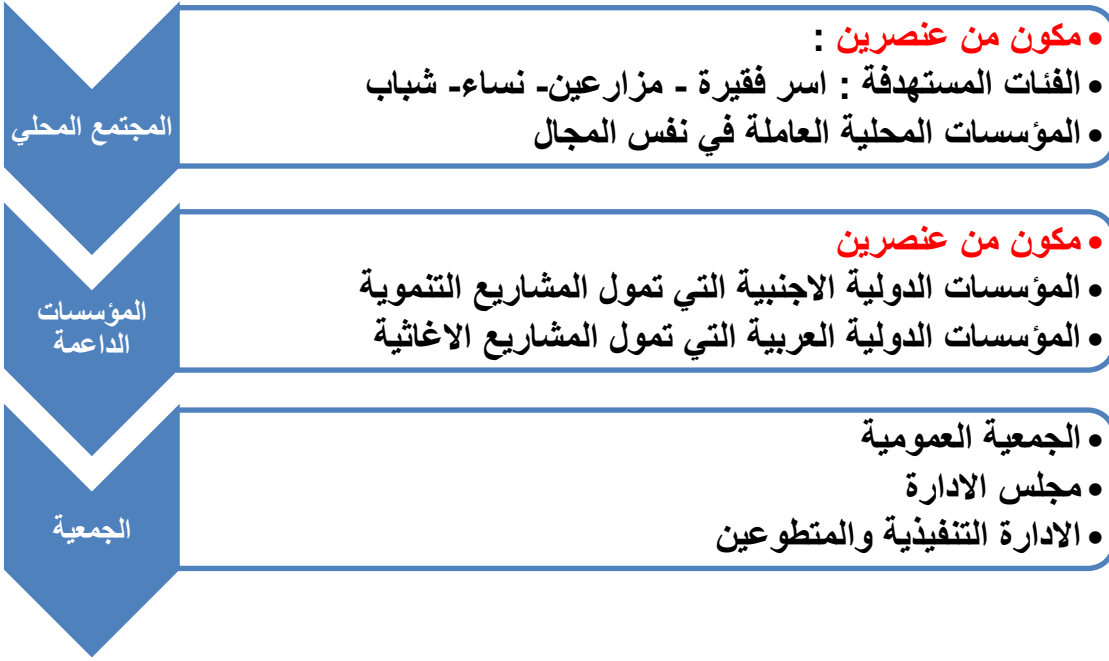 المجتمع المحلي
• مكون من عنصرين :
• الفئات المستهدفة : اسر فقيرة - مزارعين- نساء- شباب
• المؤسسات المحلية العاملة في نفس المجال
المؤسسات
الداعمة
• مكون من عنصرين
• المؤسسات الدولية الاجنبية التي تمول المشاريع التنموية
• المؤسسات الدولية العربية التي تمول المشاريع الاغاثية
الجمعية
• الجمعية العمومية
• مجلس الادارة
• الادارة التنفيذية والمتطوعين